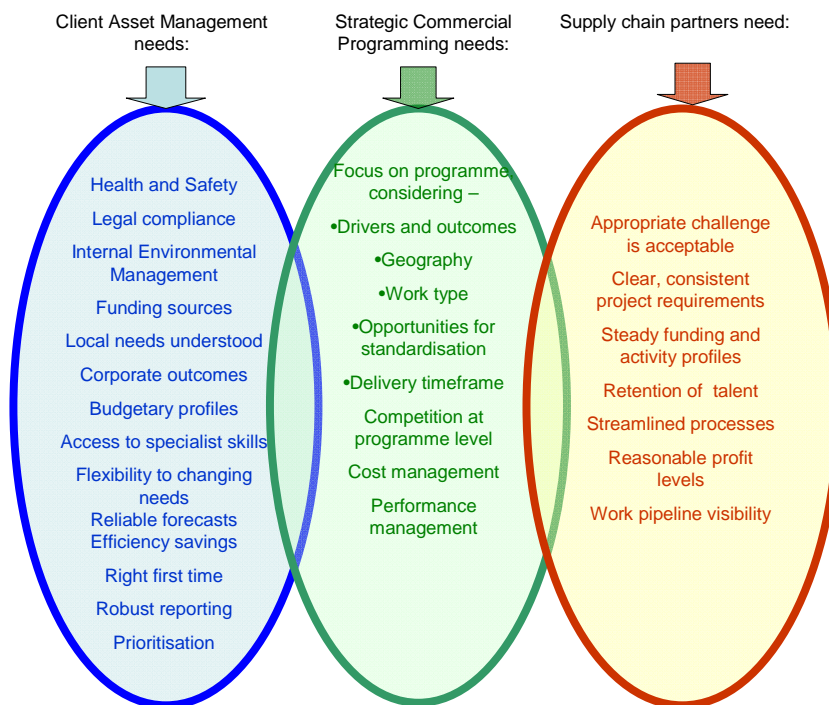 Client Asset Management
needs:
Strategic Commercial
Programming needs:
Supply chain partners need:
Health and Safety
Legal compliance
Internal Environmental
Management
Funding sources
Local needs understood
Corporate outcomes
Budgetary profiles
Access to specialist skills
Flexibility to changing
needs
Reliable forecasts
Efficiency savings
Right first time
Robust reporting
Prioritisation
Focus on programme,
considering –
•Drivers and outcomes
•Geography
•Work type
•Opportunities for
standardisation
•Delivery timeframe
Competition at
programme level
Cost management
Performance
management
Appropriate challenge
is acceptable
Clear, consistent
project requirements
Steady funding and
activity profiles
Retention of talent
Streamlined processes
Reasonable profit
levels
Work pipeline visibility